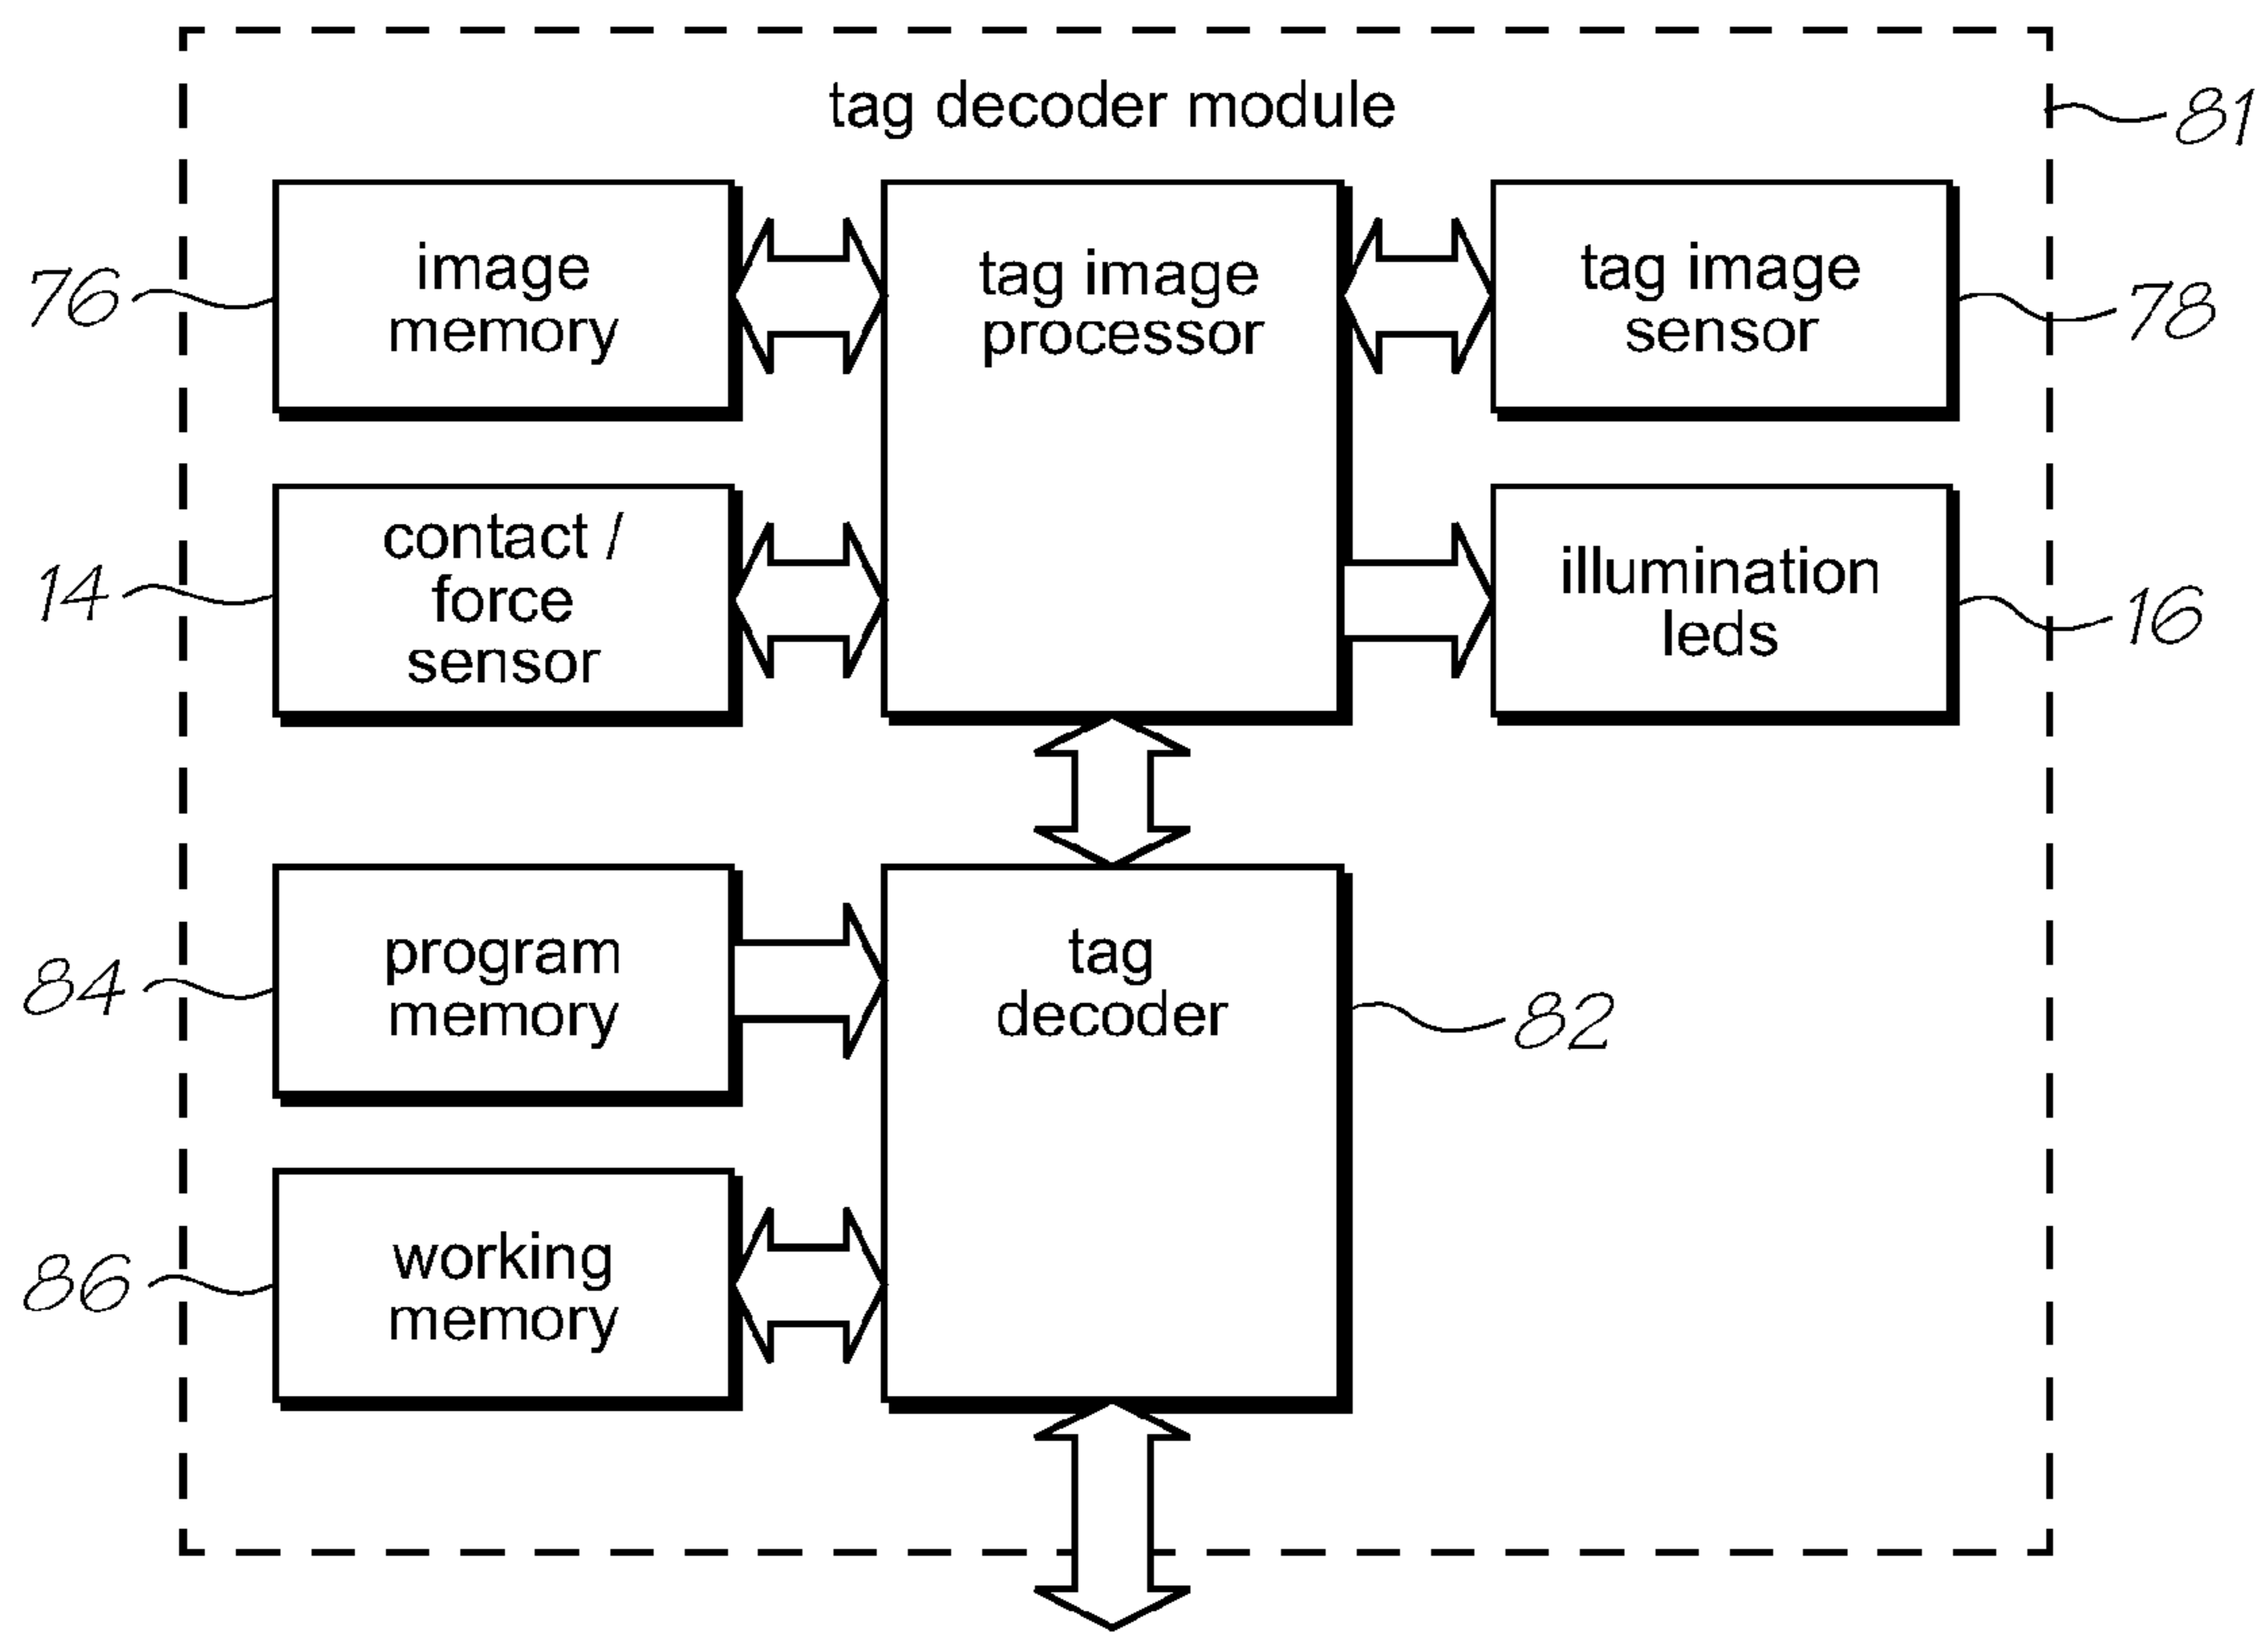 tag decoder module
81
76
image
memory
tag image
processor
tag image
sensor
78
14
contact /
force
sensor
illumination
leds
16
84
program
memory
tag
decoder
82
86
working
memory